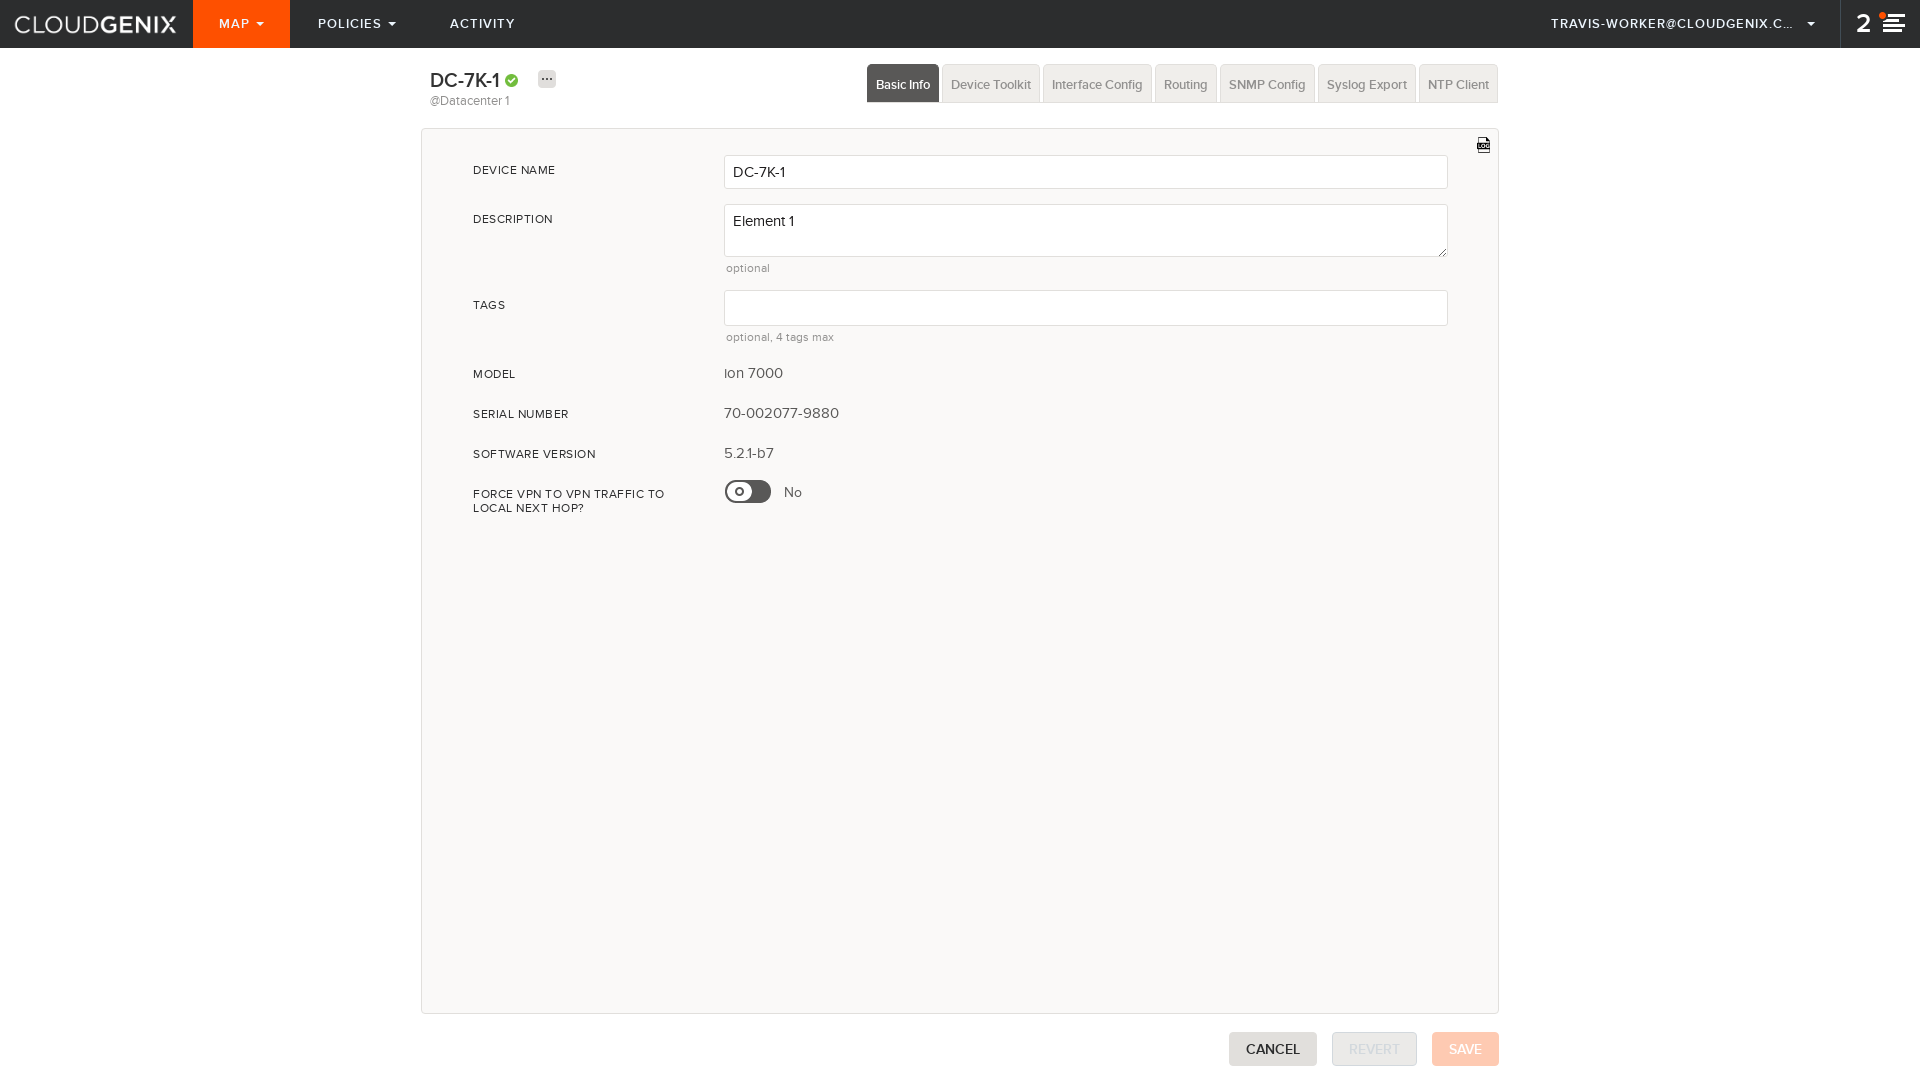 CLOUDGENIX MAP POLICIES ACTIVITY TRAVIS-WORKER@CLOUDGENIX.C... 2
DC-7K-1 ...
@Datacenter 1
Basic Info Device Toolkit Interface Config Routing SNMP Config Syslog Export NTP Client
LOG
DEVICE NAME DC-7K-1
DESCRIPTION Element 1
optional
TAGS
optional, 4 tags max
MODEL ion 7000
SERIAL NUMBER 70-002077-9880
SOFTWARE VERSION 5.2.1-b7
FORCE VPN TO VPN TRAFFIC TO No
LOCAL NEXT HOP?
CANCEL REVERT SAVE